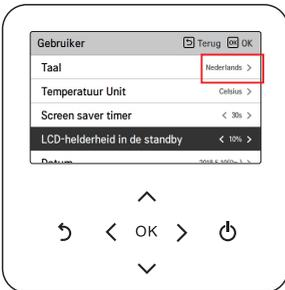 Gebruiker Terug OK OK
Taal Nederlands >
Temperatuur Unit Celsius >
Screen saver timer < 30s >
LCD-helderheid in de standby < 10% >
Datum
OK